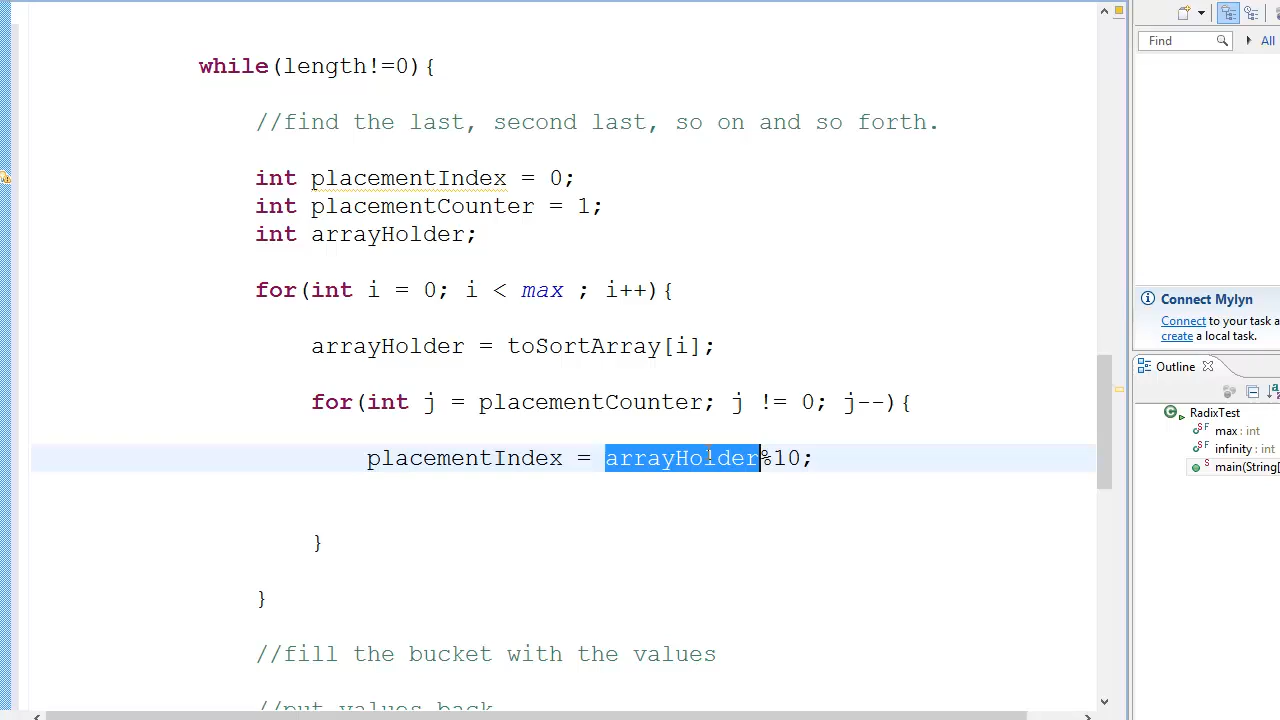 while(length!=0){
//find the last, second last, so on and so forth.
int placementIndex = 0;
int placementCounter = 1;
int arrayHolder;
for(int i = 0; i < max ; i++){
arrayHolder = toSortArray[i];
for(int j = placementCounter; j != 0; j--){
placementIndex = arrayHolder%10;
}
}
//fill the bucket with the values
//put values back
Find
All
Connect Mylyn
Connect to your task a
create a local task.
Outline
RadixTest
max : int
infinity : int
main(String[